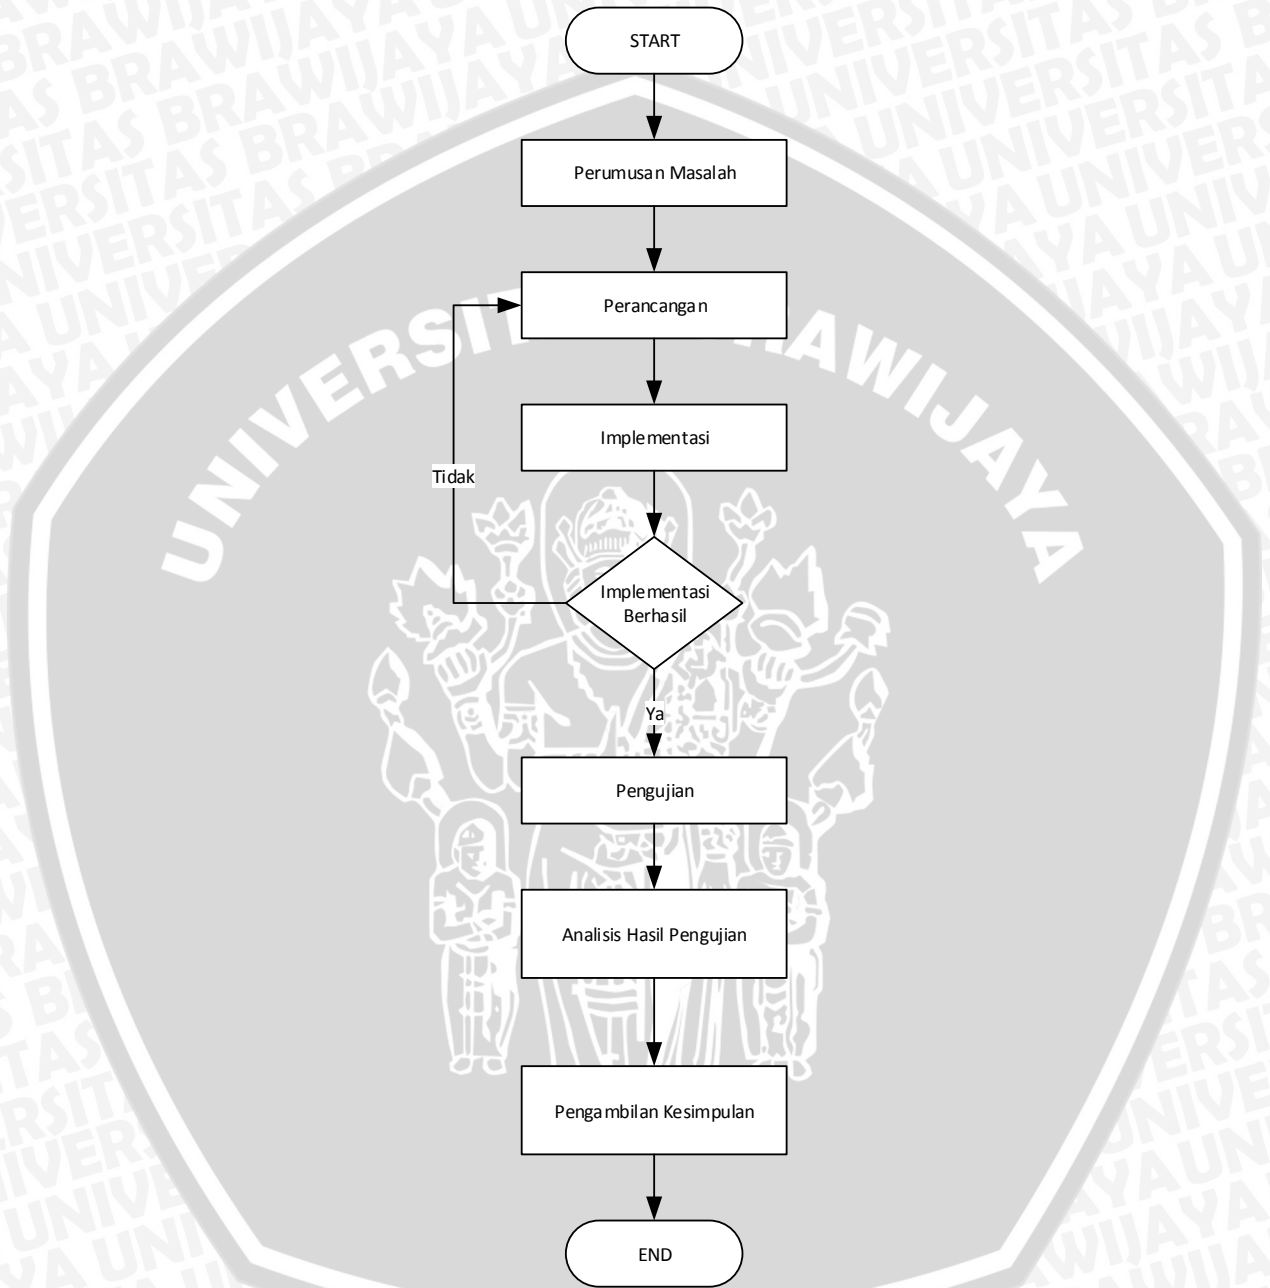 START
Perumusan Masalah
Perancangan
Implementasi
Tidak
Implementasi
Berhasil
Ya
Pengujian
Analisis Hasil Pengujian
Pengambilan Kesimpulan
END